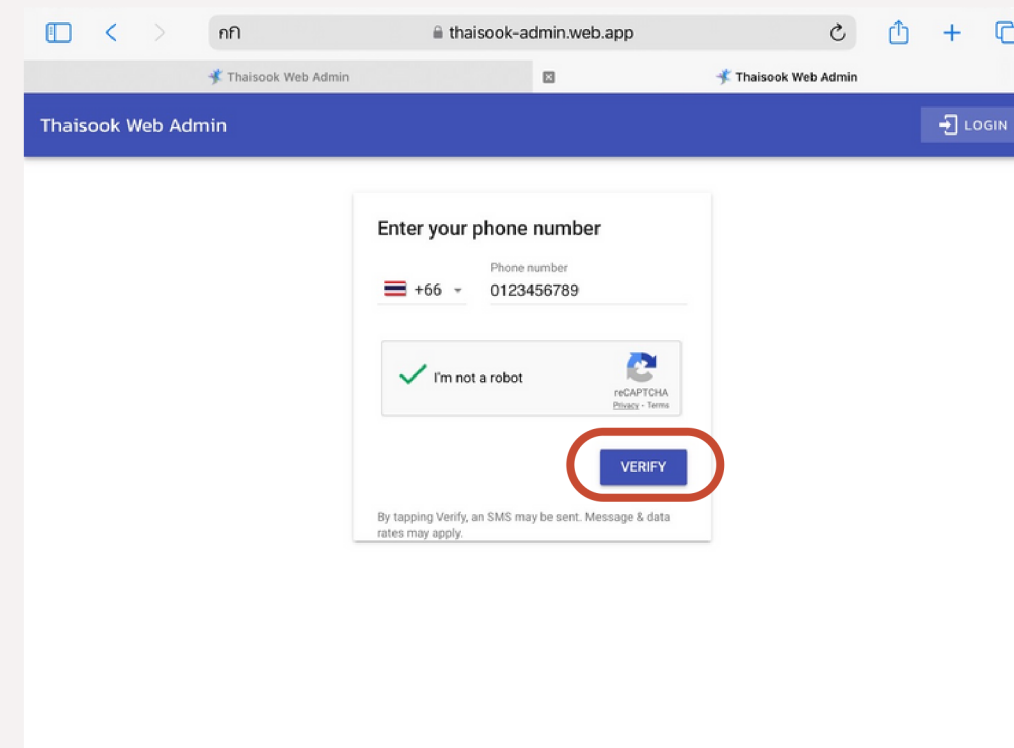 กกิ thaisook-admin.web.app
Thaisook Web Admin Thaisook Web Admin
Thaisook Web Admin LOGIN
Enter your phone number
Phone number
+66 0123456789
I'm not a robot
reCAPTCHA
Privacy - Terms
VERIFY
By tapping Verify, an SMS may be sent. Message & data
rates may apply.